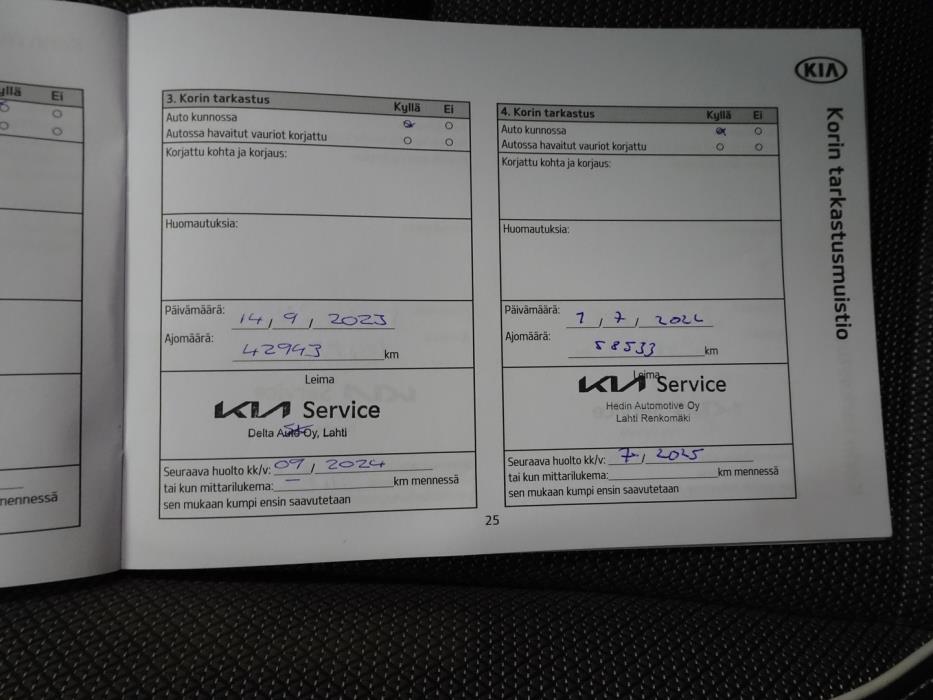 KIA
Korin tarkastusmuistio
Kyllä Ei
mennessä
3. Korin tarkastus Kyllä Ei
Auto kunnossa
Autossa havaitut vauriot korjattu
Korjattu kohta ja korjaus:
Huomautuksia:
Päivämäärä: 14, 9, 2023
Ajomäärä: 42943 km
Leima
KIA Service
Delta Auto Oy, Lahti
Seuraava huolto kk/v: 09 / 2024
tai kun mittarilukema: — km mennessä
sen mukaan kumpi ensin saavutetaan
4. Korin tarkastus Kyllä Ei
Auto kunnossa
Autossa havaitut vauriot korjattu
Korjattu kohta ja korjaus:
Huomautuksia:
Päivämäärä: 1, 7, 2024
Ajomäärä: 58533 km
Leima
KIA Service
Hedin Automotive Oy
Lahti Renkomäki
Seuraava huolto kk/v: 7 / 2025
tai kun mittarilukema: km mennessä
sen mukaan kumpi ensin saavutetaan
25